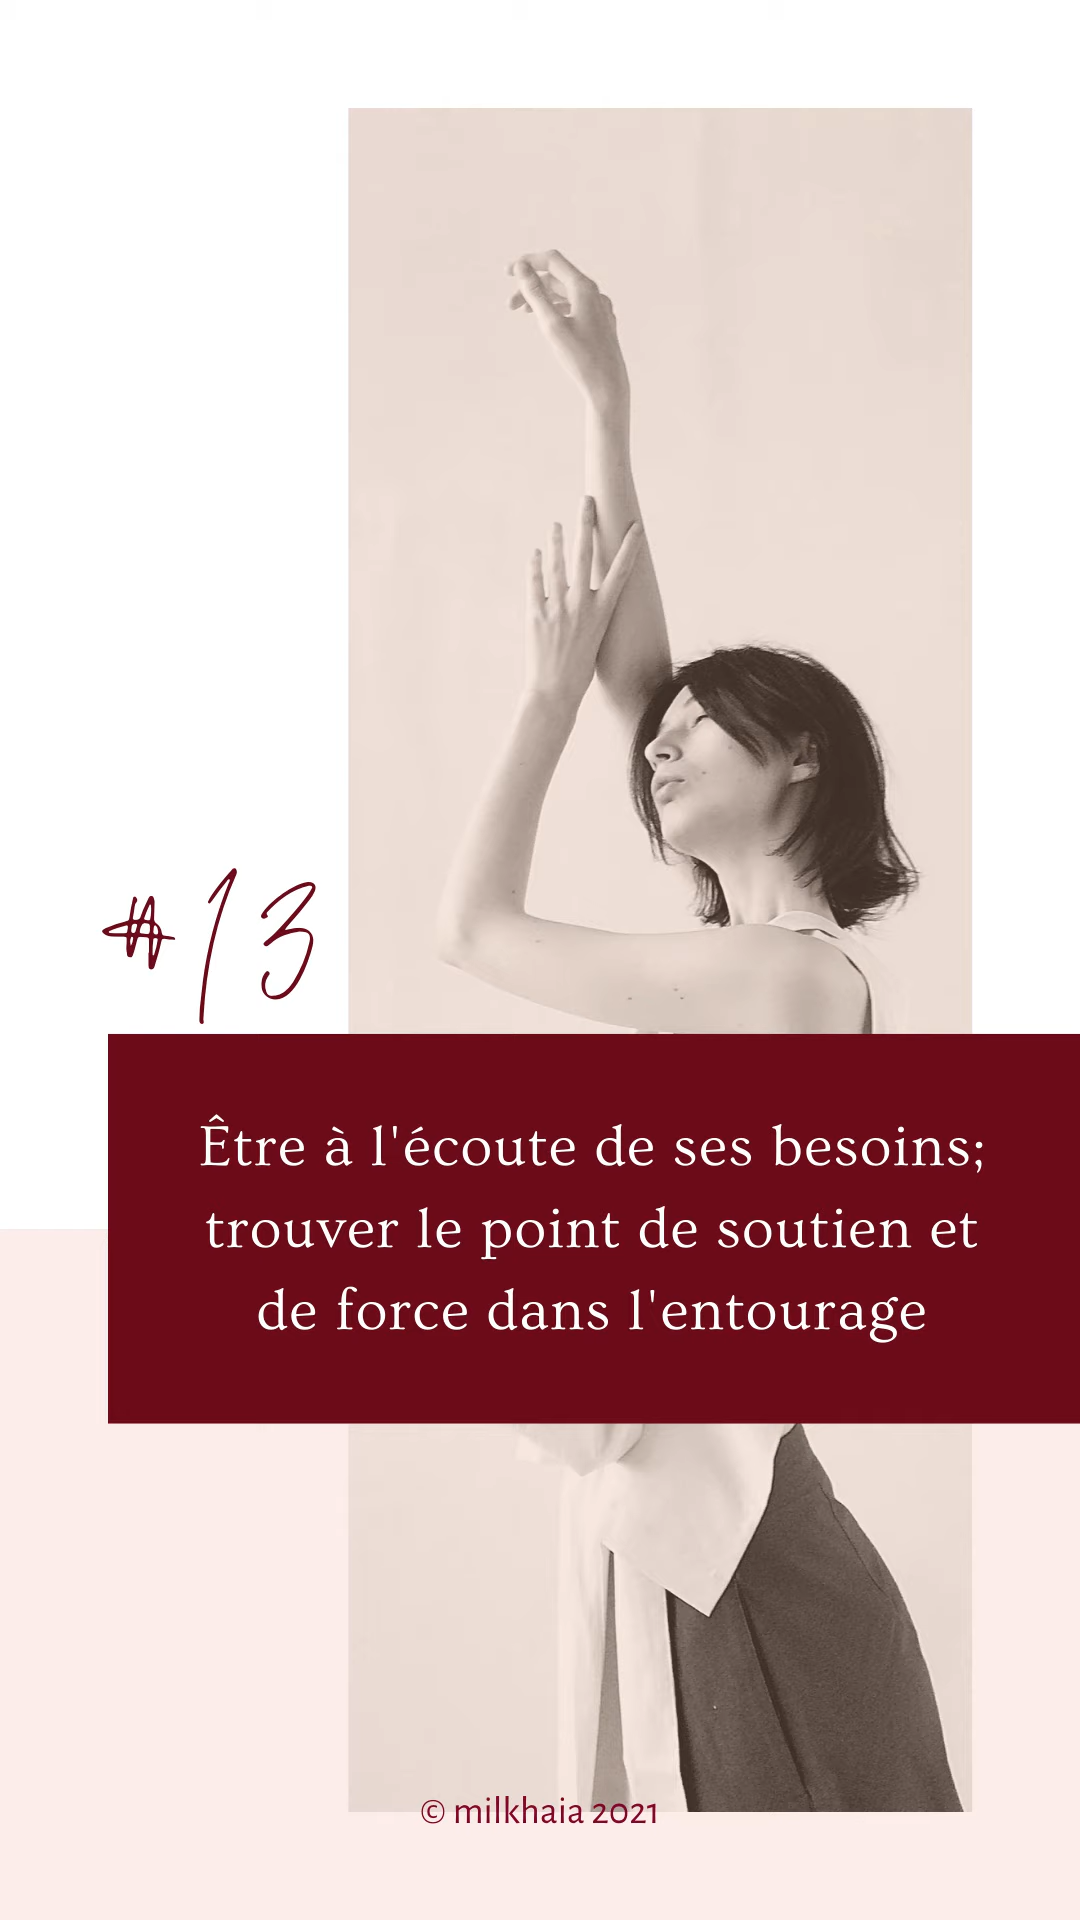 #13
Être à l'écoute de ses besoins;
trouver le point de soutien et
de force dans l'entourage
© milkhaia 2021